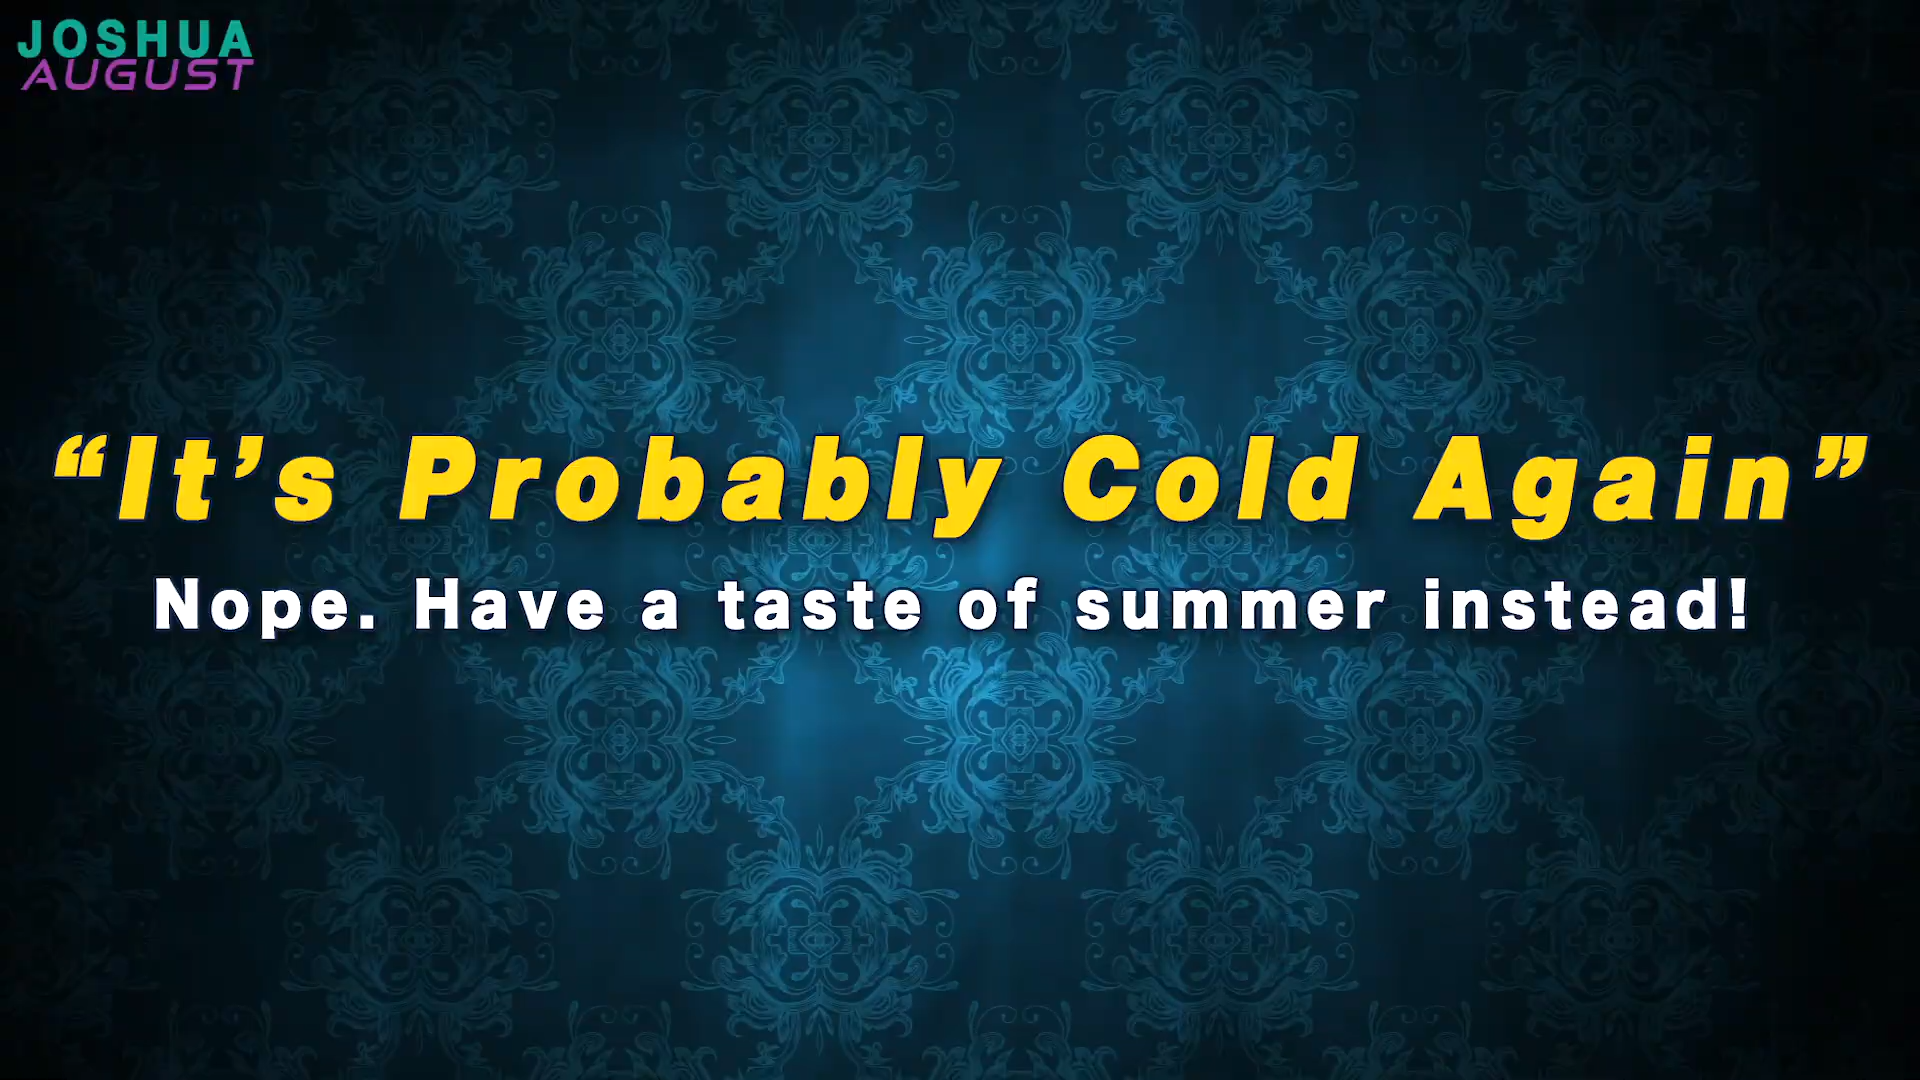 JOSHUA
AUGUST
“It’s Probably Cold Again”
Nope. Have a taste of summer instead!